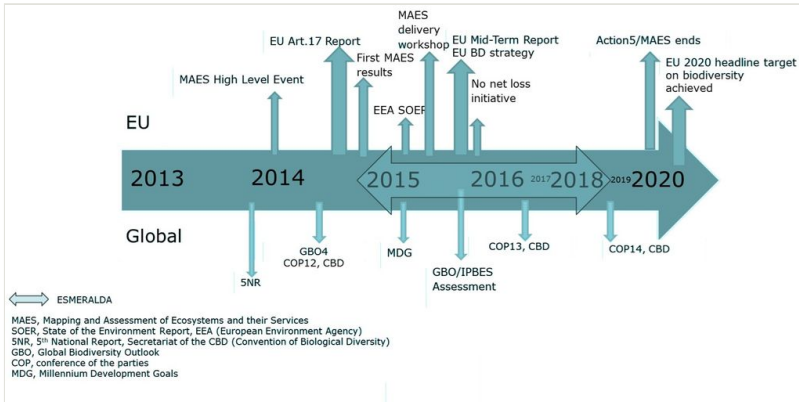 MAES
delivery
workshop
EU Art.17 Report
EU Mid-Term Report
EU BD strategy
Action5/MAES ends
First MAES
results
EU 2020 headline target
on biodiversity
achieved
MAES High Level Event
No net loss
initiative
EEA SOER
EU
2013
2014
2015
2016
2017
2018
2019
2020
Global
GBO4
COP12, CBD
MDG
COP13, CBD
COP14, CBD
GBO/IPBES
Assessment
5NR
ESMERALDA
MAES, Mapping and Assessment of Ecosystems and their Services
SOER, State of the Environment Report, EEA (European Environment Agency)
5NR, 5th National Report, Secretariat of the CBD (Convention of Biological Diversity)
GBO, Global Biodiversity Outlook
COP, conference of the parties
MDG, Millennium Development Goals